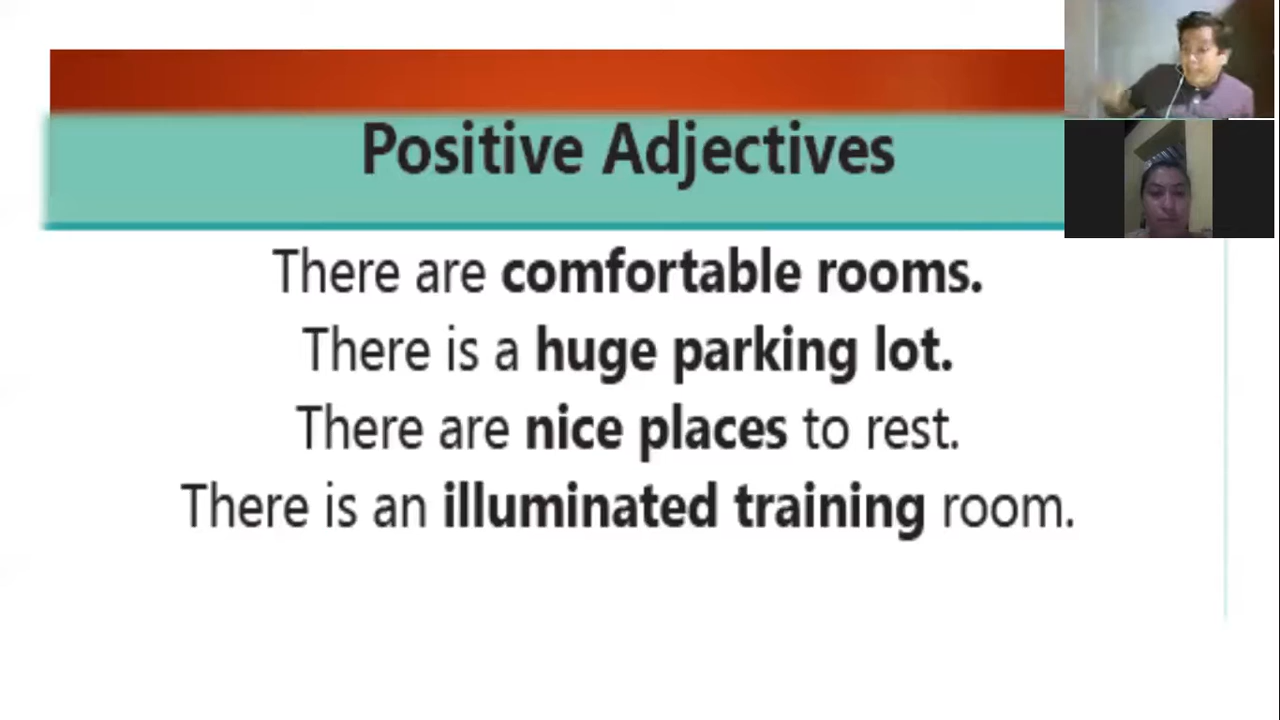 Positive Adjectives
There are comfortable rooms.
There is a huge parking lot.
There are nice places to rest.
There is an illuminated training room.